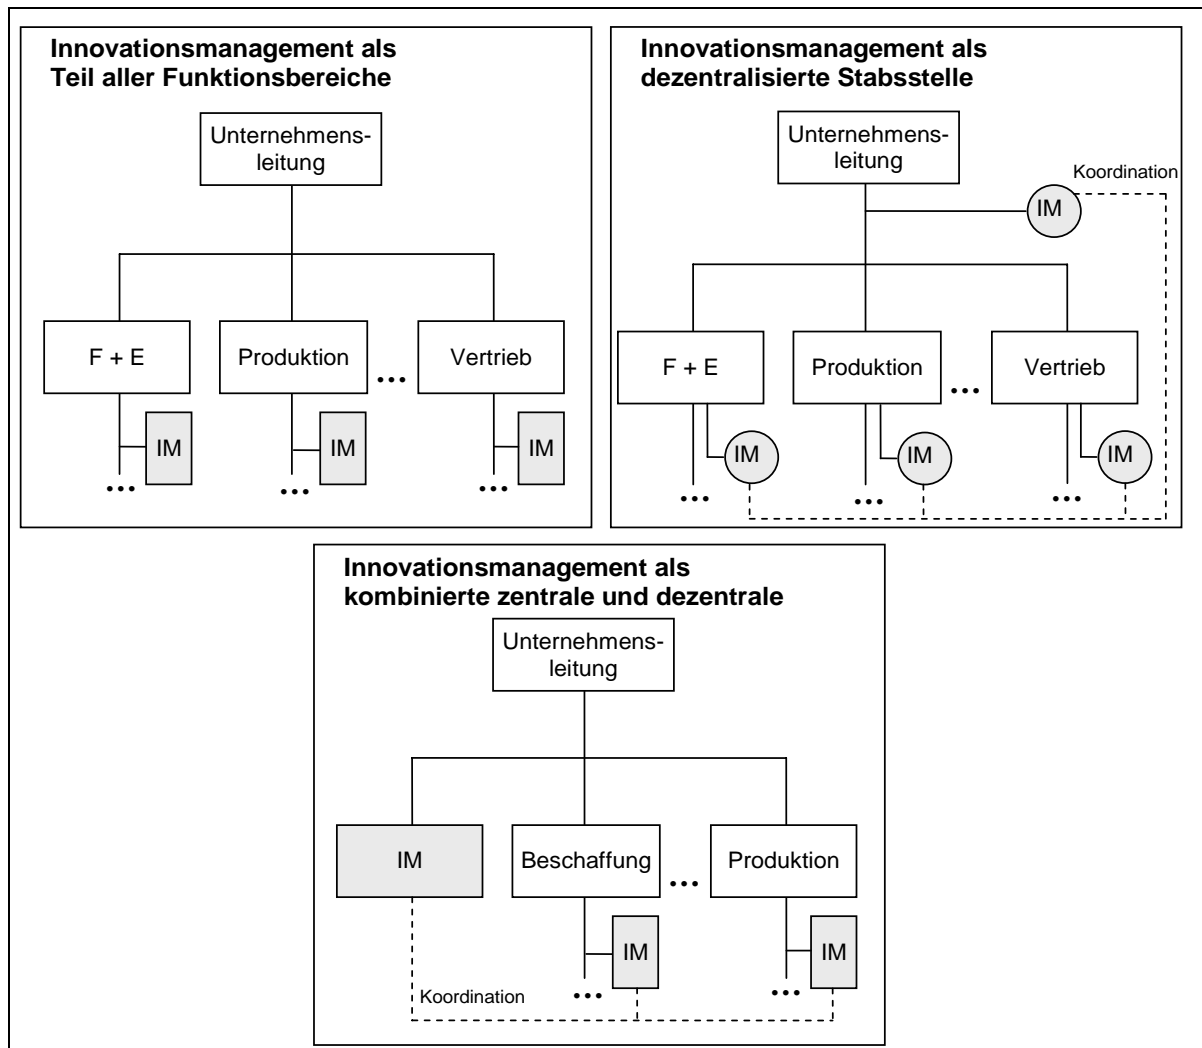 Innovationsmanagement als
Teil aller Funktionsbereiche
Unternehmens-
leitung
F + E
Produktion
...
Vertrieb
IM
IM
IM
...
...
...
Innovationsmanagement als
dezentralisierte Stabsstelle
Unternehmens-
leitung
Koordination
IM
F + E
Produktion
...
Vertrieb
IM
IM
IM
...
...
...
Innovationsmanagement als
kombinierte zentrale und dezentrale
Unternehmens-
leitung
IM
Beschaffung
...
Produktion
IM
IM
Koordination
...
...